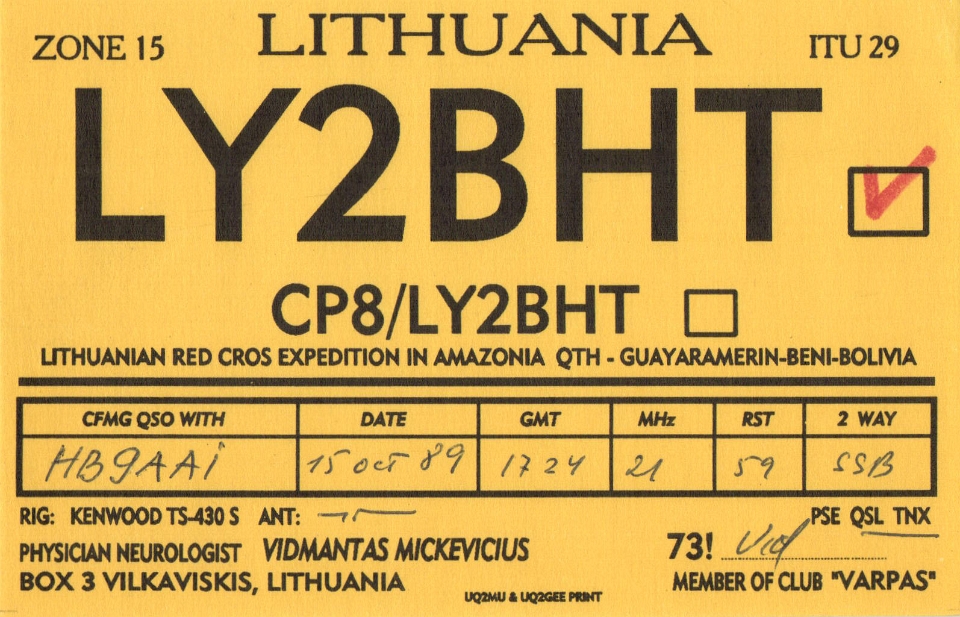 ZONE 15 LITHUANIA ITU 29
LY2BHT
CP8/LY2BHT
LITHUANIAN RED CROS EXPEDITION IN AMAZONIA QTH - GUAYARAMERIN-BENI-BOLIVIA
CFMG QSO WITH DATE GMT MHz RST 2 WAY
HB9AAI 15 OCT 89 1724 21 59 SSB
RIG: KENWOOD TS-430 S ANT: PSE QSL TNX
PHYSICIAN NEUROLOGIST VIDMANTAS MICKEVICIUS 73! Vid
BOX 3 VILKAVISKIS, LITHUANIA MEMBER OF CLUB "VARPAS"
UQ2MU & UQ2GEE PRINT